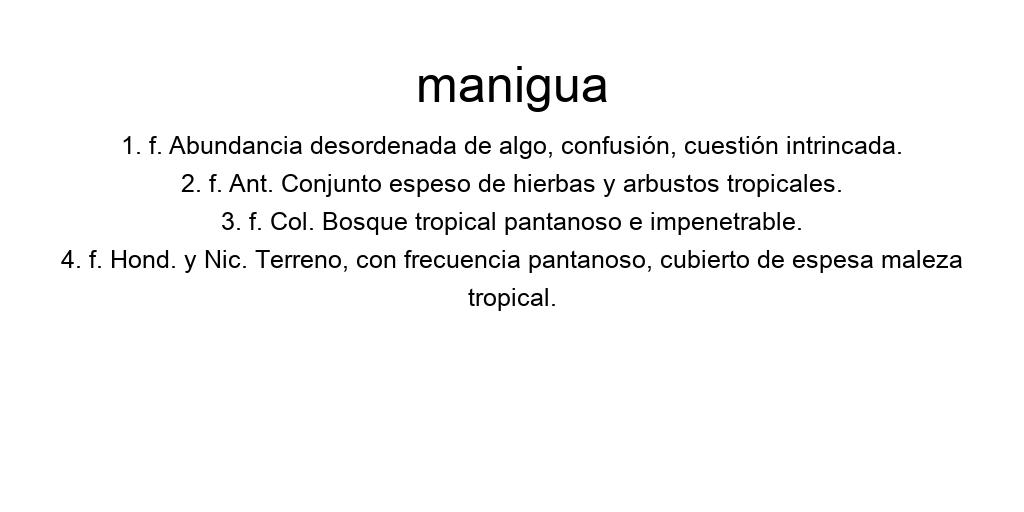 manigua
1. f. Abundancia desordenada de algo, confusión, cuestión intrincada.
2. f. Ant. Conjunto espeso de hierbas y arbustos tropicales.
3. f. Col. Bosque tropical pantanoso e impenetrable.
4. f. Hond. y Nic. Terreno, con frecuencia pantanoso, cubierto de espesa maleza
tropical.